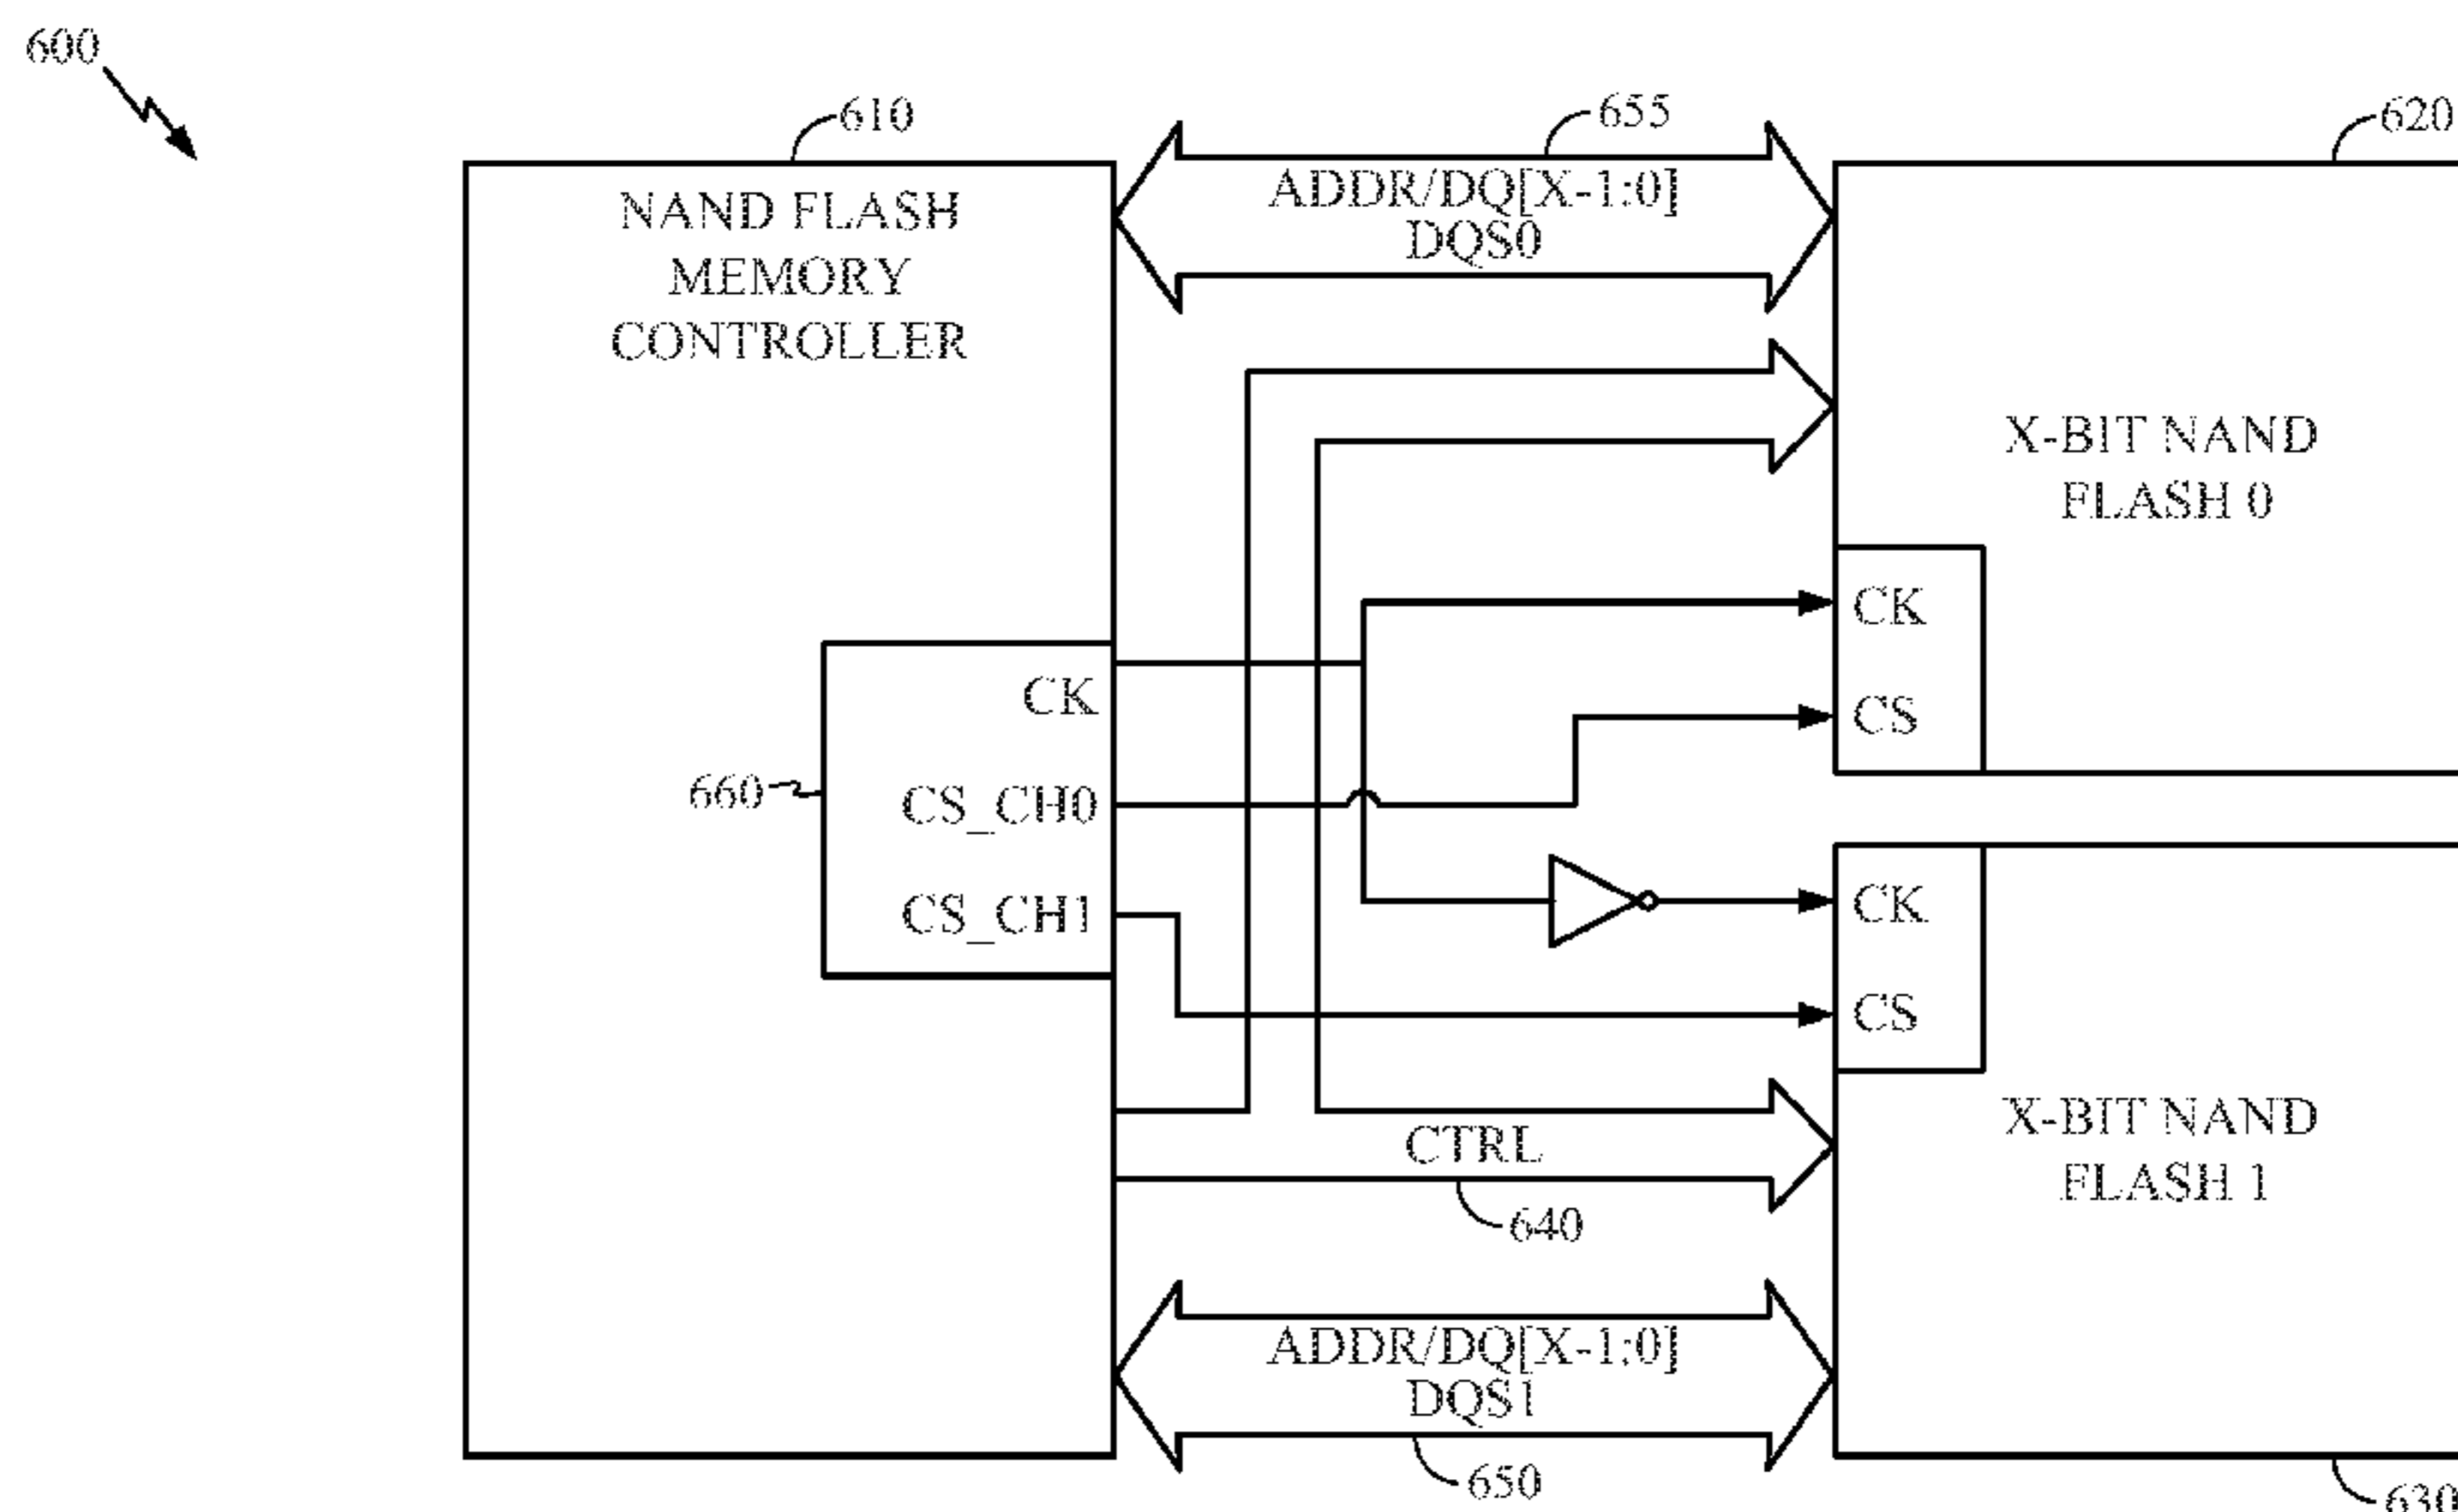 600
610
655
620
NAND FLASH
MEMORY
CONTROLLER
ADDR/DQ[X-1:0]
DQS0
X-BIT NAND
FLASH 0
CK
CS
660
CK
CS_CH0
CS_CH1
CK
CS
X-BIT NAND
FLASH 1
CTRL
640
ADDR/DQ[X-1:0]
DQS1
650
630